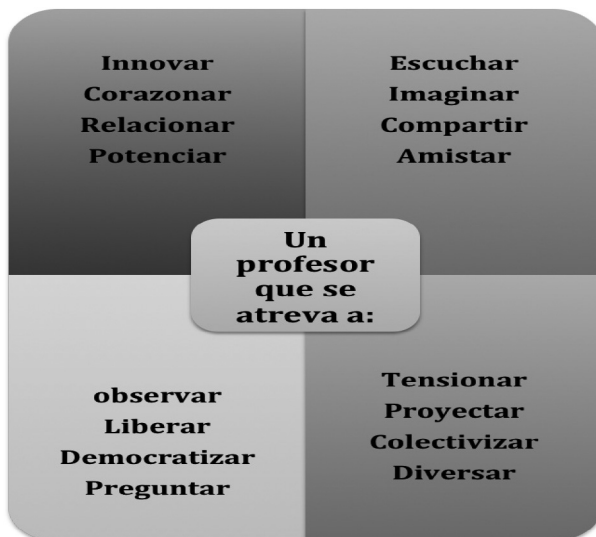 Innovar
Corazonar
Relacionar
Potenciar
Escuchar
Imaginar
Compartir
Amistar
Un
profesor
que se
atreva a:
observar
Liberar
Democratizar
Preguntar
Tensionar
Proyectar
Colectivizar
Diversar